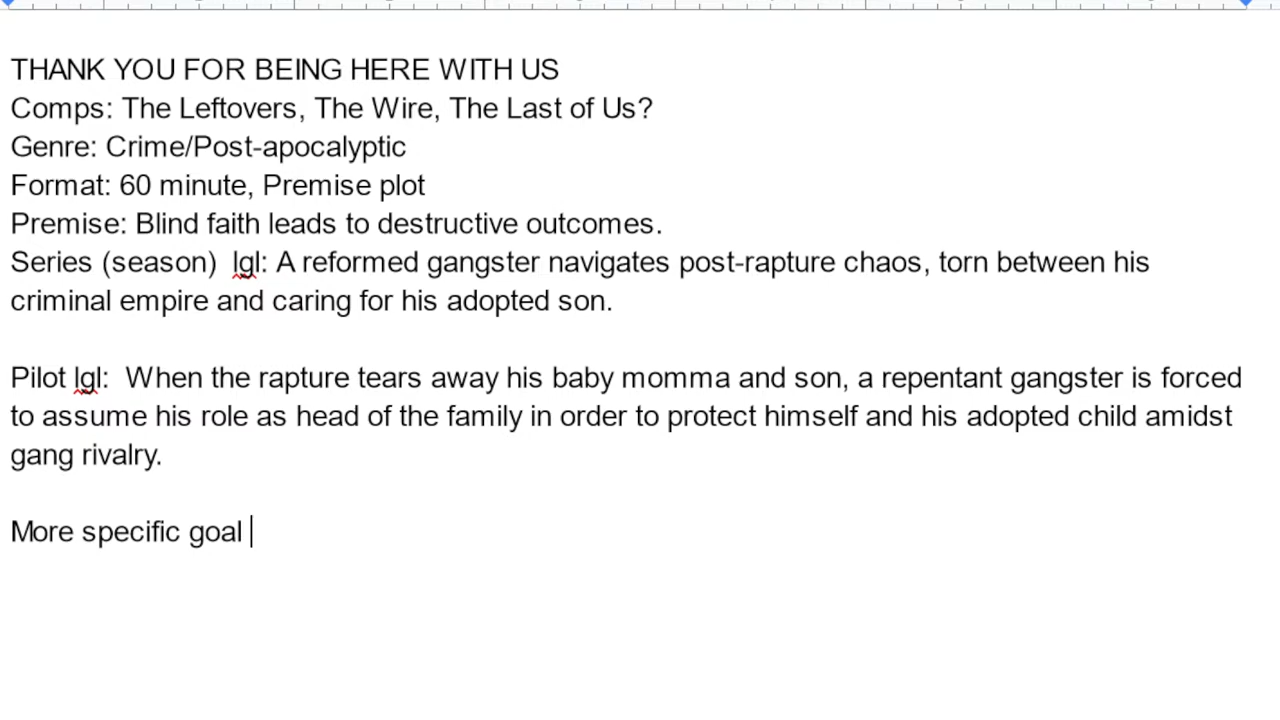 THANK YOU FOR BEING HERE WITH US
Comps: The Leftovers, The Wire, The Last of Us?
Genre: Crime/Post-apocalyptic
Format: 60 minute, Premise plot
Premise: Blind faith leads to destructive outcomes.
Series (season)  lgl: A reformed gangster navigates post-rapture chaos, torn between his
criminal empire and caring for his adopted son.
Pilot lgl:  When the rapture tears away his baby momma and son, a repentant gangster is forced
to assume his role as head of the family in order to protect himself and his adopted child amidst
gang rivalry.
More specific goal